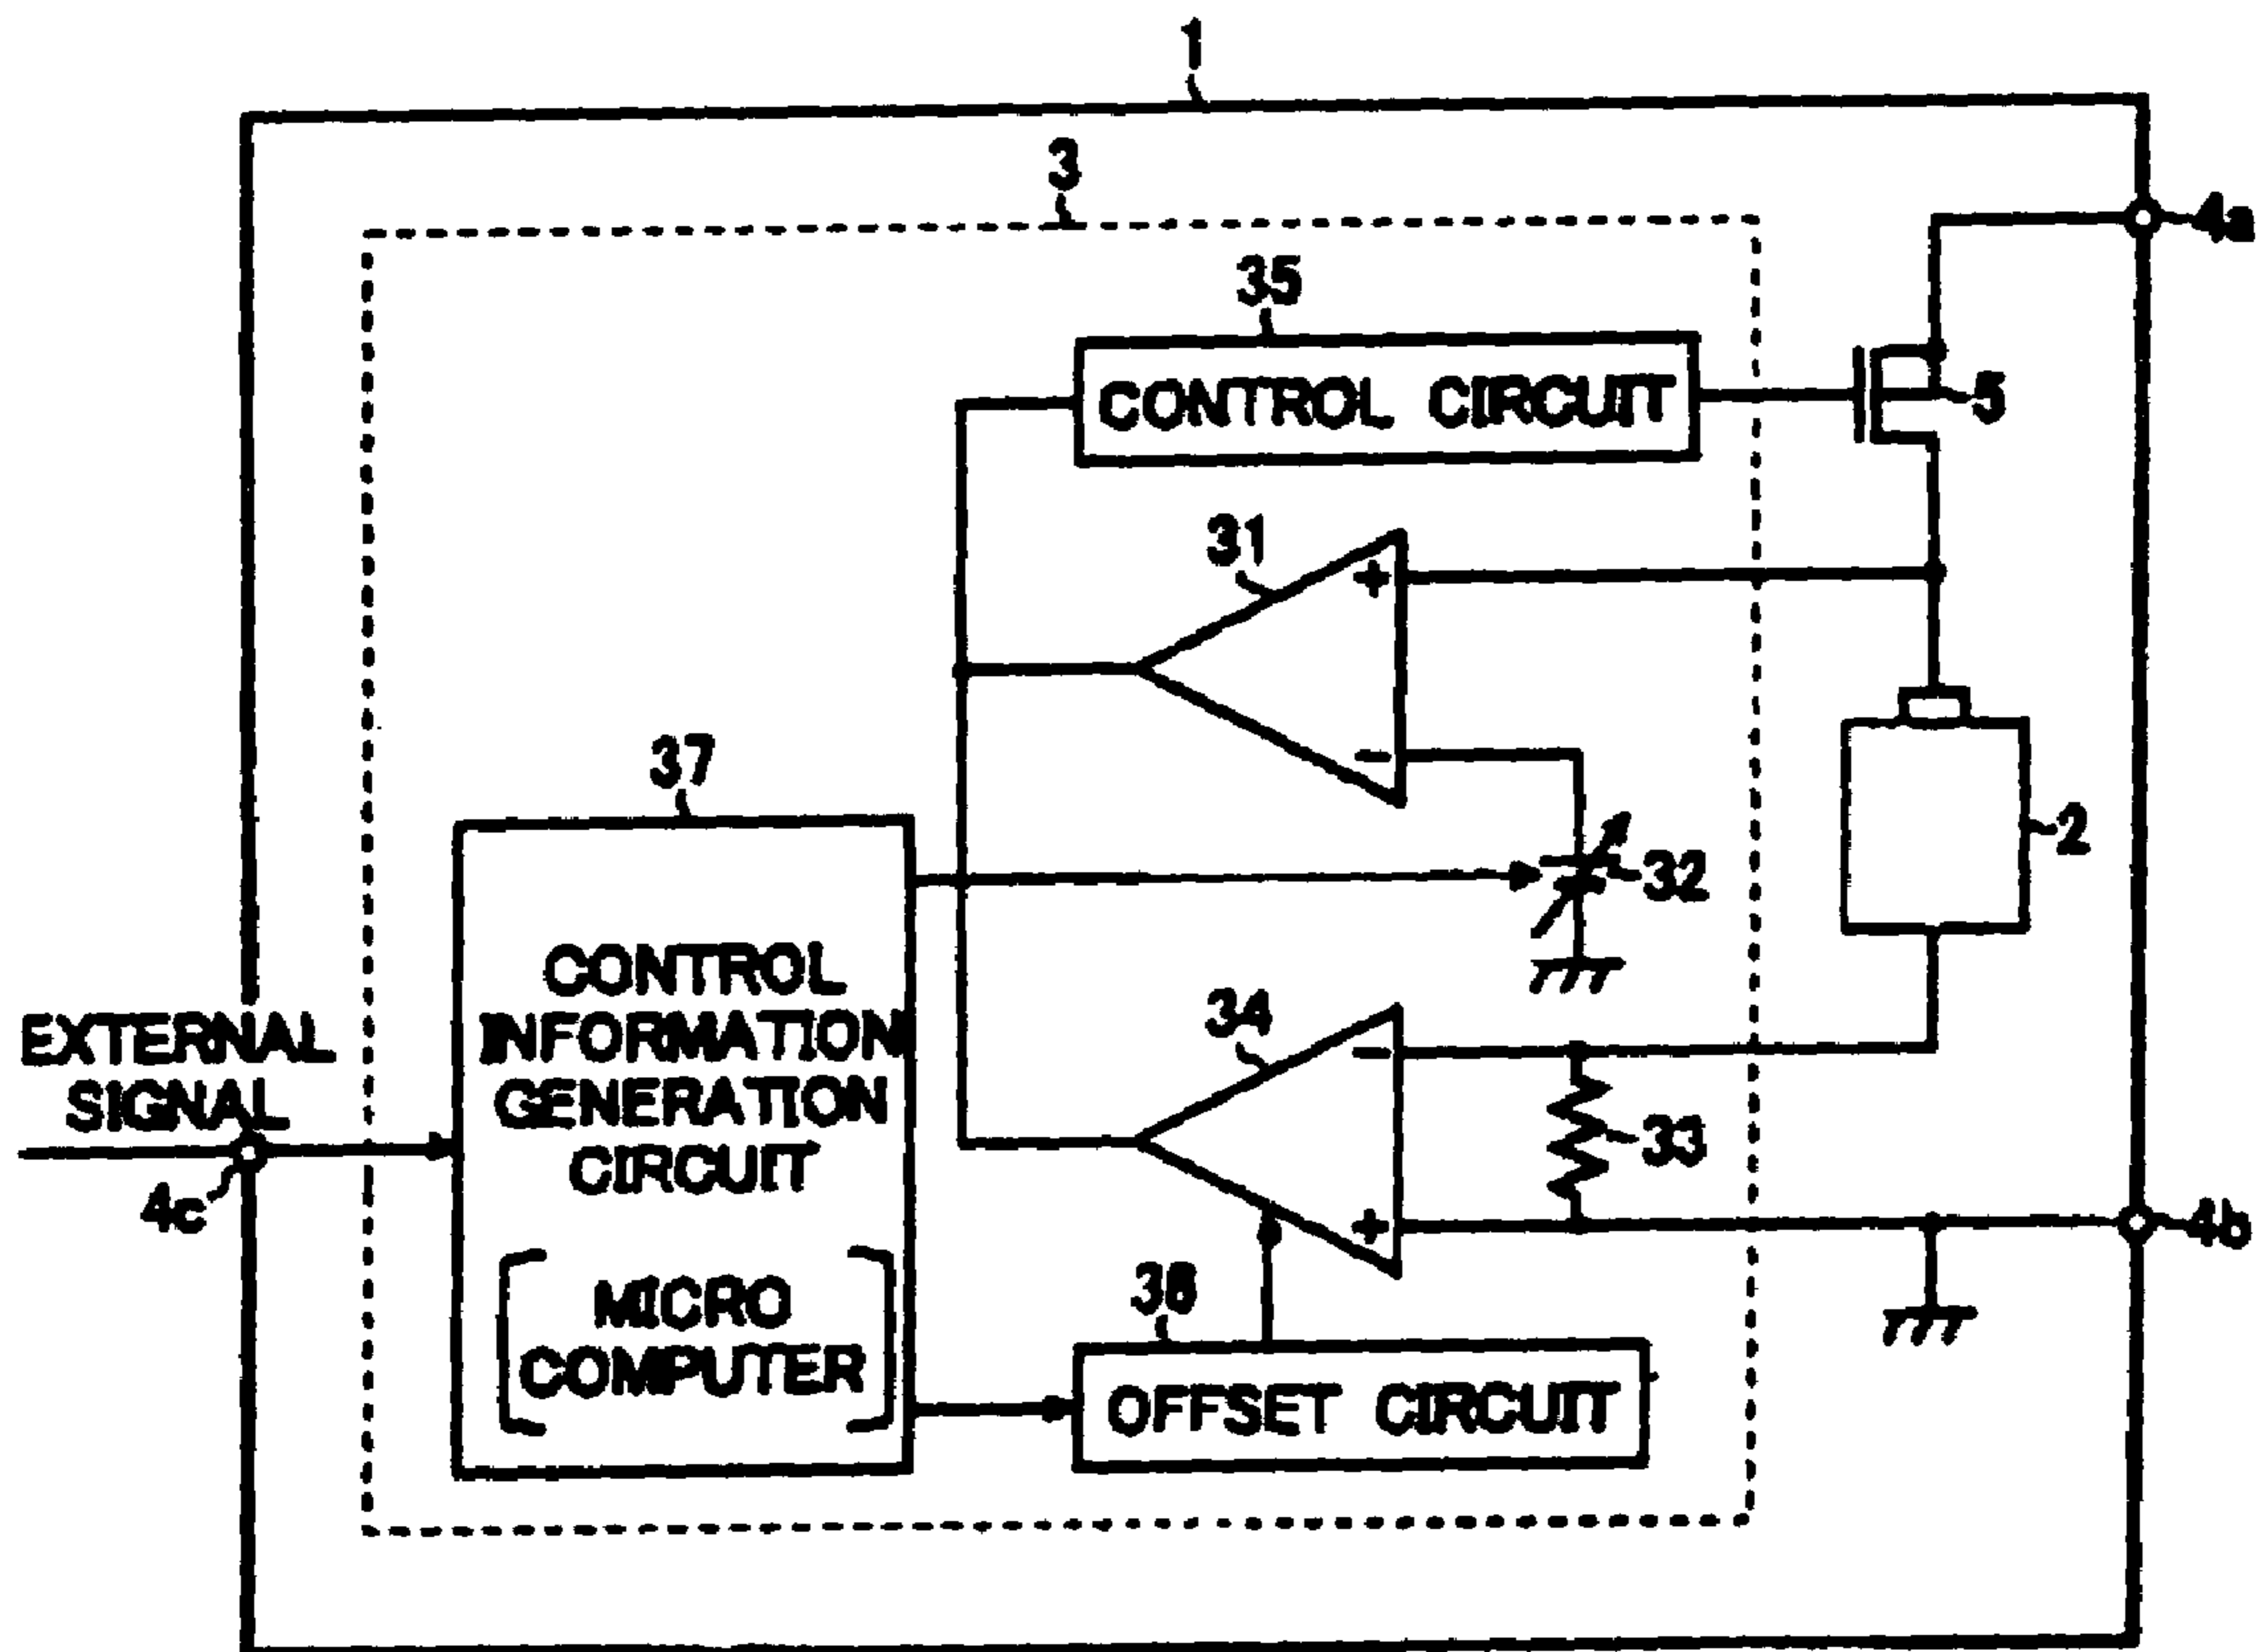 1
3
4a
35
CONTROL CIRCUIT
5
31
+
37
−
2
32
CONTROL
INFORMATION
GENERATION
CIRCUIT
34
−
EXTERNAL
SIGNAL
33
4c
+
4b
MICRO
COMPUTER
36
OFFSET CIRCUIT